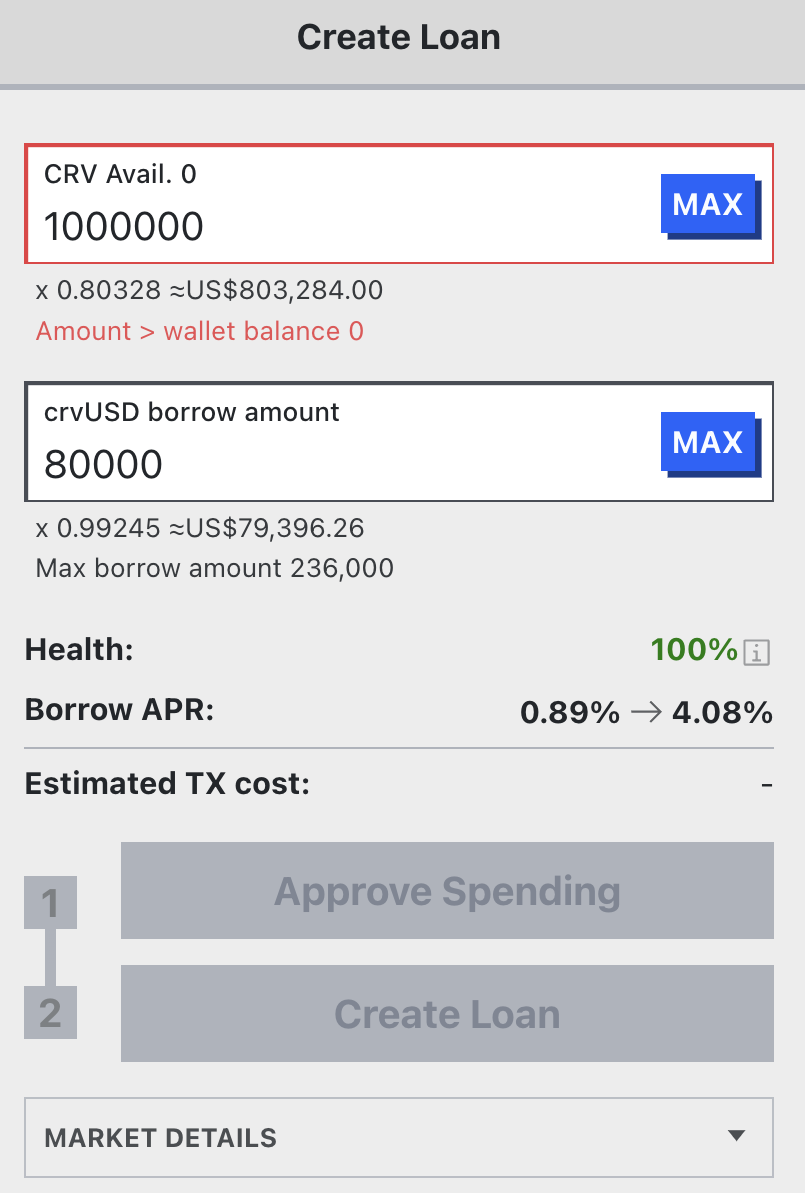 Create Loan
CRV Avail. 0
1000000
MAX
x 0.80328 ≈US$803,284.00
Amount > wallet balance 0
crvUSD borrow amount
80000
MAX
x 0.99245 ≈US$79,396.26
Max borrow amount 236,000
Health: 100% i
Borrow APR: 0.89% → 4.08%
Estimated TX cost: -
1 Approve Spending
2 Create Loan
MARKET DETAILS